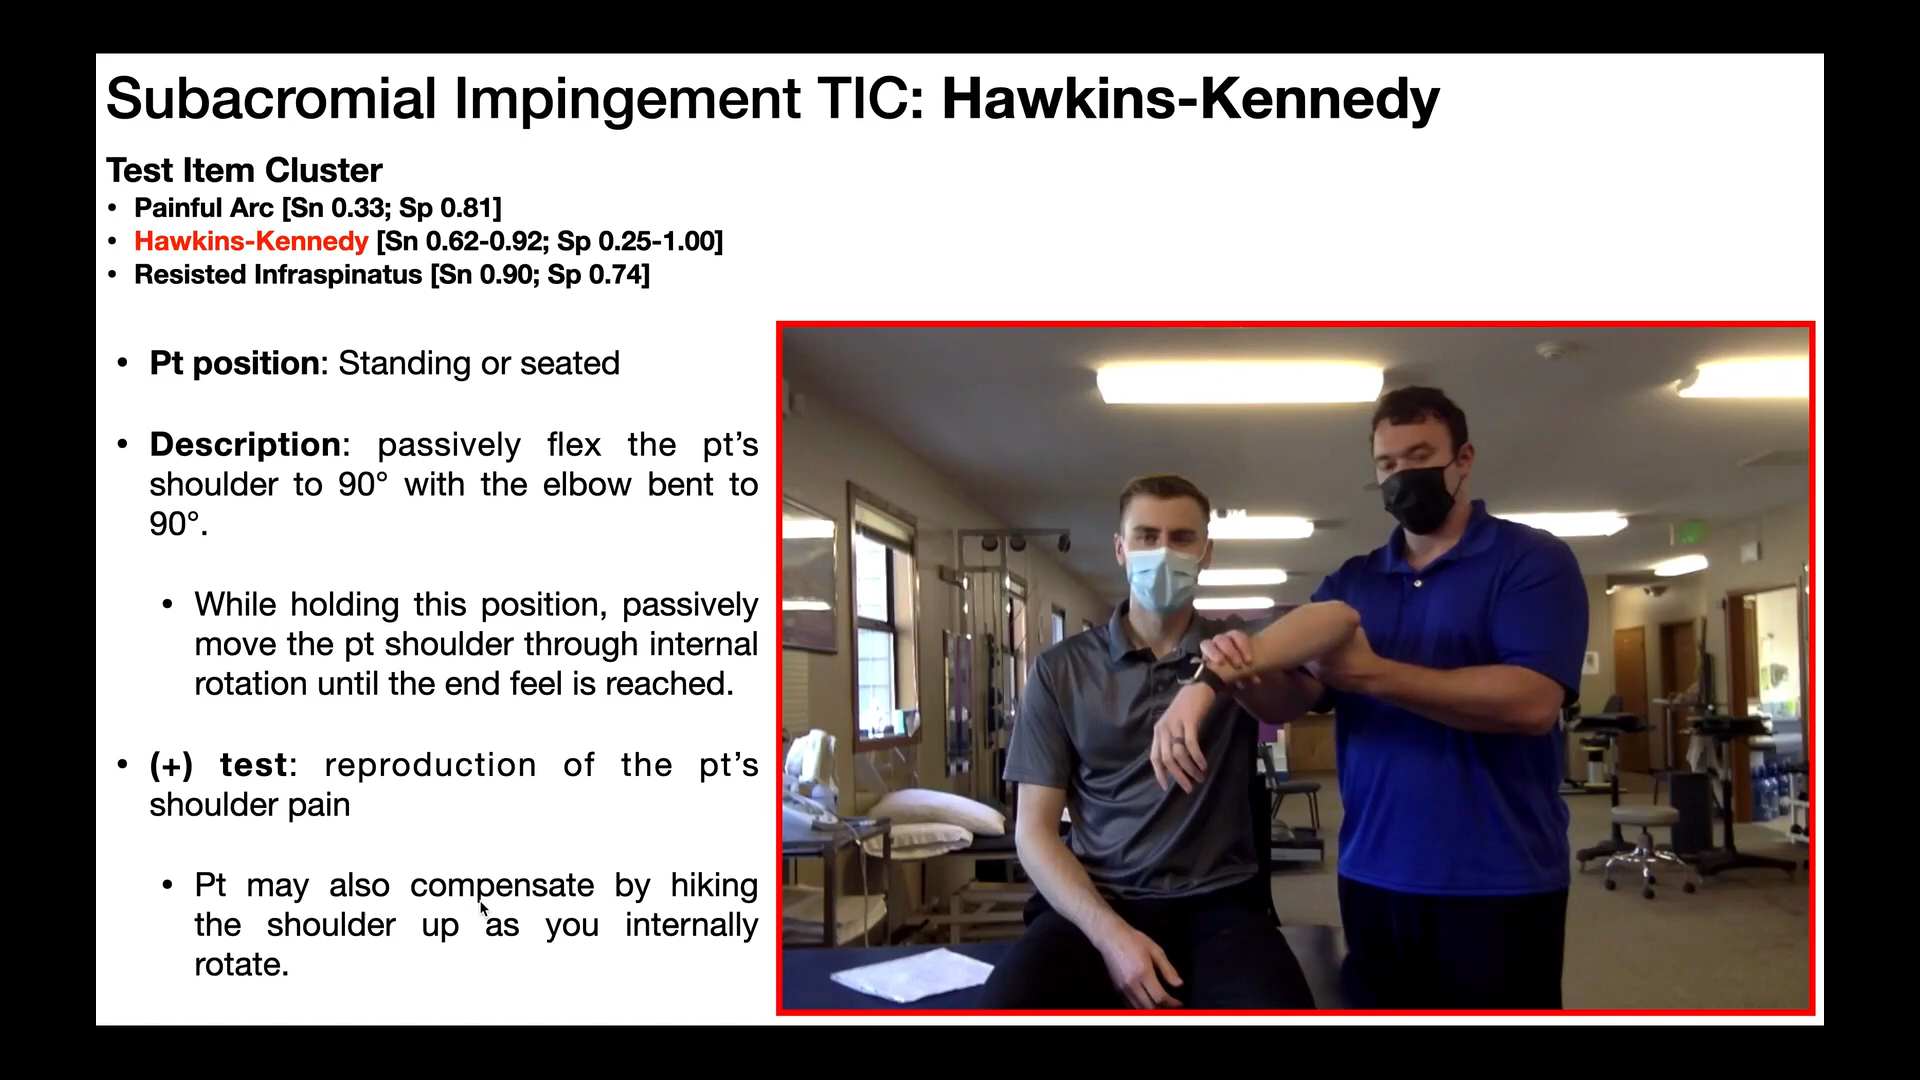 Subacromial Impingement TIC: Hawkins-Kennedy
Test Item Cluster
• Painful Arc [Sn 0.33; Sp 0.81]
• Hawkins-Kennedy [Sn 0.62-0.92; Sp 0.25-1.00]
• Resisted Infraspinatus [Sn 0.90; Sp 0.74]
• Pt position: Standing or seated
• Description: passively flex the pt’s
shoulder to 90° with the elbow bent to
90°.
• While holding this position, passively
move the pt shoulder through internal
rotation until the end feel is reached.
• (+) test: reproduction of the pt’s
shoulder pain
• Pt may also compensate by hiking
the shoulder up as you internally
rotate.